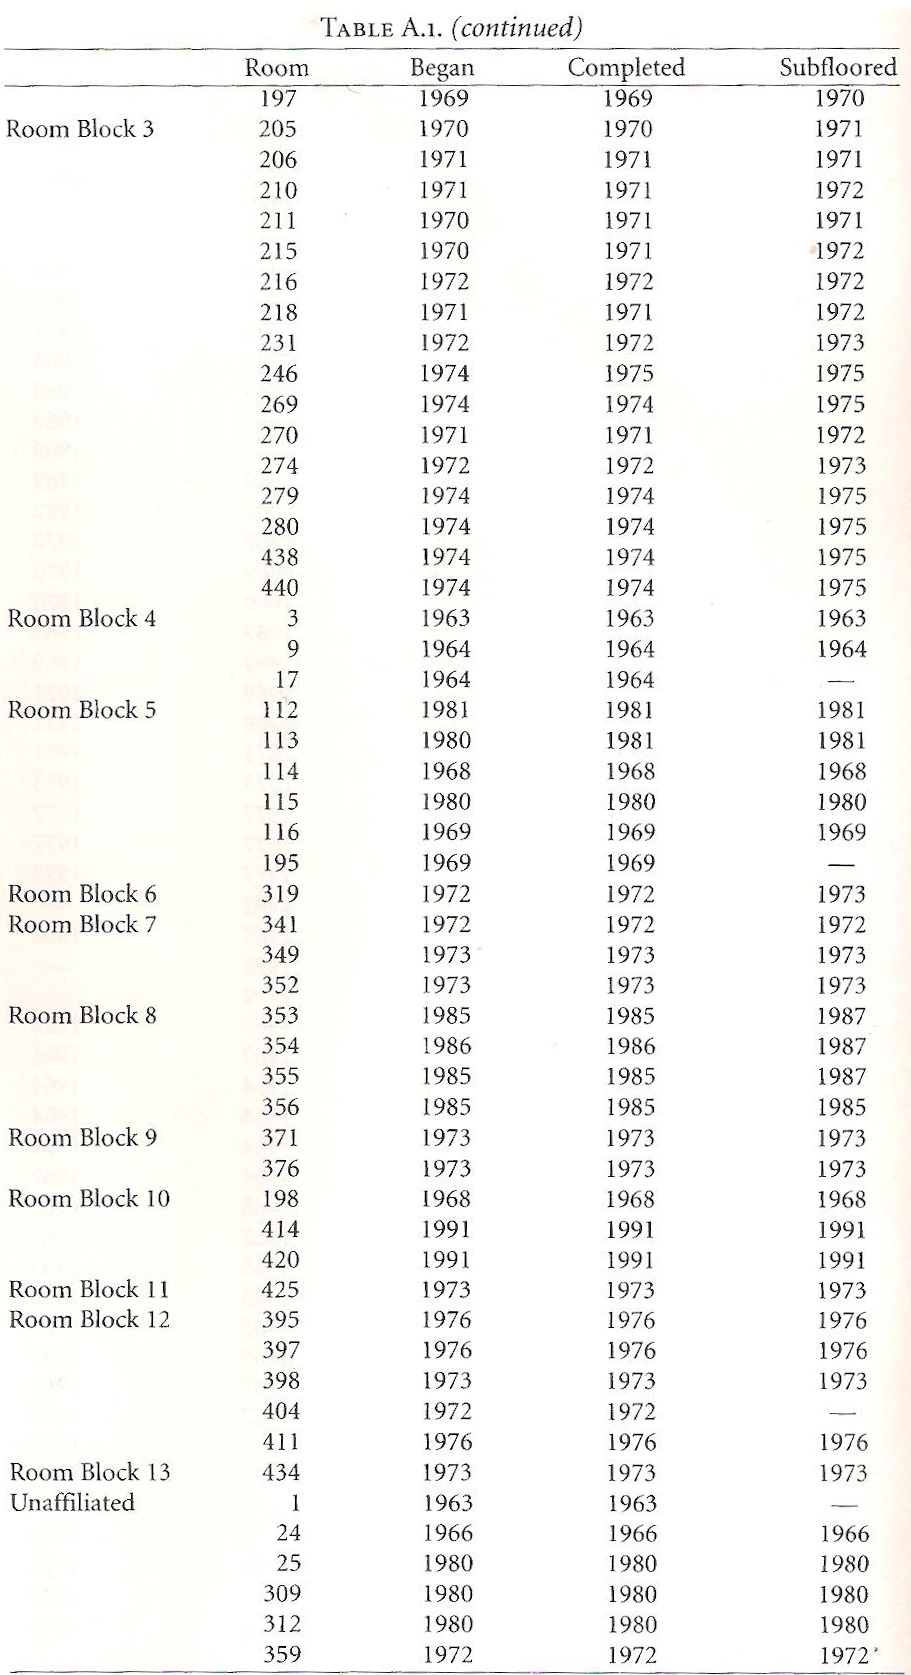 TABLE A.1. (continued)
Room Began Completed Subfloored
197 1969 1969 1970
Room Block 3 205 1970 1970 1971
206 1971 1971 1971
210 1971 1971 1972
211 1970 1971 1971
215 1970 1971 1972
216 1972 1972 1972
218 1971 1971 1972
231 1972 1972 1973
246 1974 1975 1975
269 1974 1974 1975
270 1971 1971 1972
274 1972 1972 1973
279 1974 1974 1975
280 1974 1974 1975
438 1974 1974 1975
440 1974 1974 1975
Room Block 4 3 1963 1963 1963
9 1964 1964 1964
17 1964 1964 —
Room Block 5 112 1981 1981 1981
113 1980 1981 1981
114 1968 1968 1968
115 1980 1980 1980
116 1969 1969 1969
195 1969 1969 —
Room Block 6 319 1972 1972 1973
Room Block 7 341 1972 1972 1972
349 1973 1973 1973
352 1973 1973 1973
Room Block 8 353 1985 1985 1987
354 1986 1986 1987
355 1985 1985 1987
356 1985 1985 1985
Room Block 9 371 1973 1973 1973
376 1973 1973 1973
Room Block 10 198 1968 1968 1968
414 1991 1991 1991
420 1991 1991 1991
Room Block 11 425 1973 1973 1973
Room Block 12 395 1976 1976 1976
397 1976 1976 1976
398 1973 1973 1973
404 1972 1972 —
411 1976 1976 1976
Room Block 13 434 1973 1973 1973
Unaffiliated 1 1963 1963 —
24 1966 1966 1966
25 1980 1980 1980
309 1980 1980 1980
312 1980 1980 1980
359 1972 1972 1972